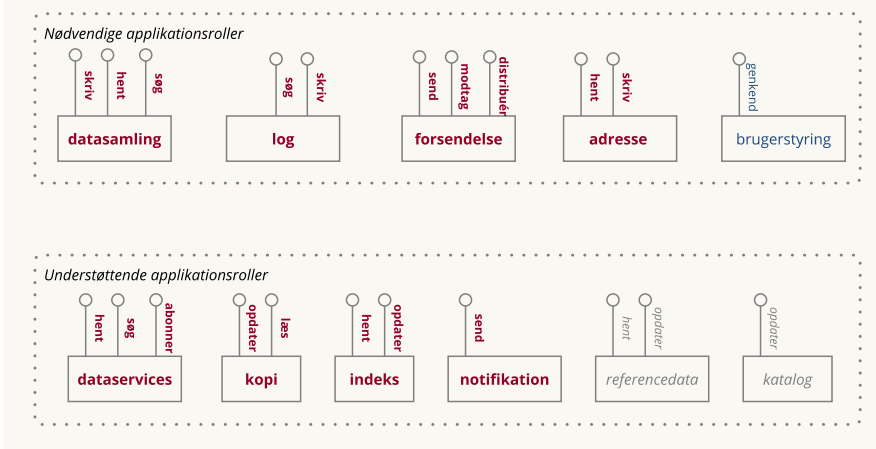 Nødvendige applikationsroller
skriv
hent
søg
søg
skriv
send
modtag
distribuér
hent
skriv
genkend
datasamling
log
forsendelse
adresse
brugerstyring
Understøttende applikationsroller
hent
søg
abonner
opdater
læs
hent
opdater
send
hent
opdater
opdater
dataservices
kopi
indeks
notifikation
referencedata
katalog